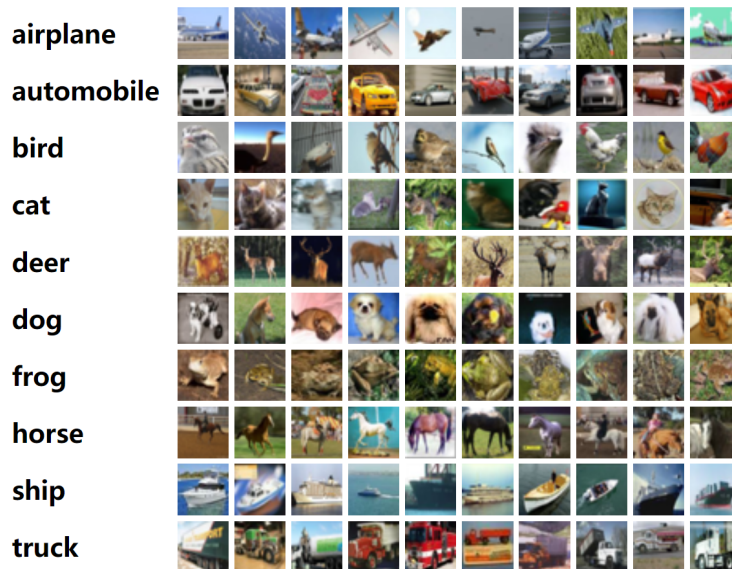 airplane
automobile
bird
cat
deer
dog
frog
horse
ship
truck